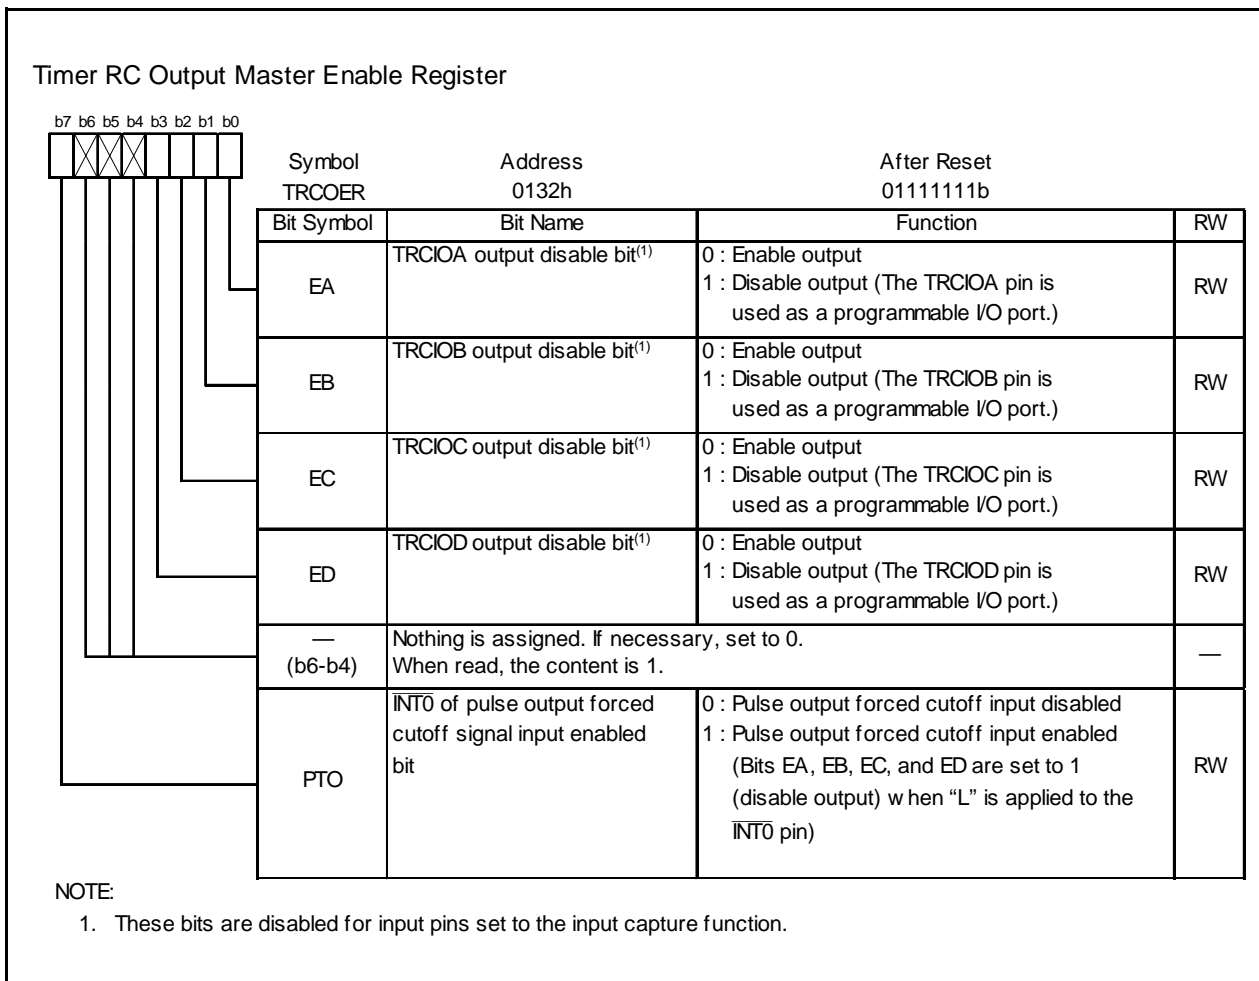 Timer RC Output Master Enable Register
b7 b6 b5 b4 b3 b2 b1 b0
Symbol Address After Reset
TRCOER 0132h 01111111b
Bit Symbol Bit Name Function RW
EA TRCIOA output disable bit(1) 0 : Enable output
1 : Disable output (The TRCIOA pin is
used as a programmable I/O port.) RW
EB TRCIOB output disable bit(1) 0 : Enable output
1 : Disable output (The TRCIOB pin is
used as a programmable I/O port.) RW
EC TRCIOC output disable bit(1) 0 : Enable output
1 : Disable output (The TRCIOC pin is
used as a programmable I/O port.) RW
ED TRCIOD output disable bit(1) 0 : Enable output
1 : Disable output (The TRCIOD pin is
used as a programmable I/O port.) RW
— Nothing is assigned. If necessary, set to 0.
(b6-b4) When read, the content is 1. —
PTO INT0 of pulse output forced
cutoff signal input enabled
bit
0 : Pulse output forced cutoff input disabled
1 : Pulse output forced cutoff input enabled
(Bits EA, EB, EC, and ED are set to 1
(disable output) when “L” is applied to the
INT0 pin) RW
NOTE:
1. These bits are disabled for input pins set to the input capture function.